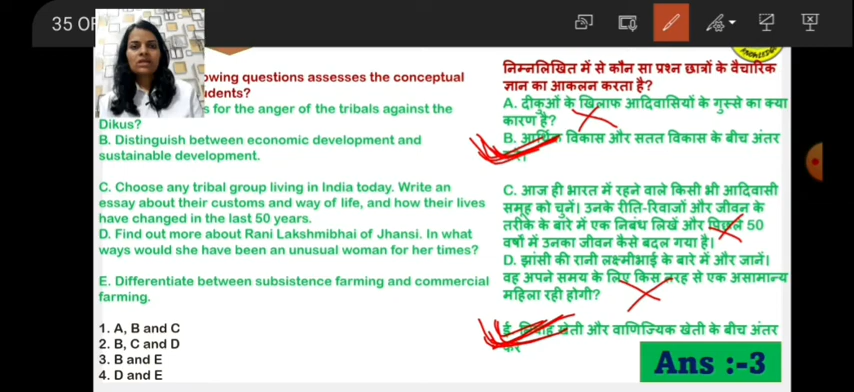 35 OF
owing questions assesses the conceptual
udents?
s for the anger of the tribals against the
Dikus?
B. Distinguish between economic development and
sustainable development.
C. Choose any tribal group living in India today. Write an
essay about their customs and way of life, and how their lives
have changed in the last 50 years.
D. Find out more about Rani Lakshmibhai of Jhansi. In what
ways would she have been an unusual woman for her times?
E. Differentiate between subsistence farming and commercial
farming.
1. A, B and C
2. B, C and D
3. B and E
4. D and E
निम्नलिखित में से कौन सा प्रश्न छात्रों के वैचारिक
ज्ञान का आकलन करता है?
A. दीकुओं के खिलाफ आदिवासियों के गुस्से का क्या
कारण है?
B. आर्थिक विकास और सतत विकास के बीच अंतर
C. आज ही भारत में रहने वाले किसी भी आदिवासी
समूह को चुनें। उनके रीति-रिवाजों और जीवन के
तरीके के बारे में एक निबंध लिखें और पिछले 50
वर्षों में उनका जीवन कैसे बदल गया है।
D. झांसी की रानी लक्ष्मीभाई के बारे में और जानें।
वह अपने समय के लिए किस तरह से एक असामान्य
महिला रही होगी?
ई. निर्वाह खेती और वाणिज्यिक खेती के बीच अंतर
Ans :-3